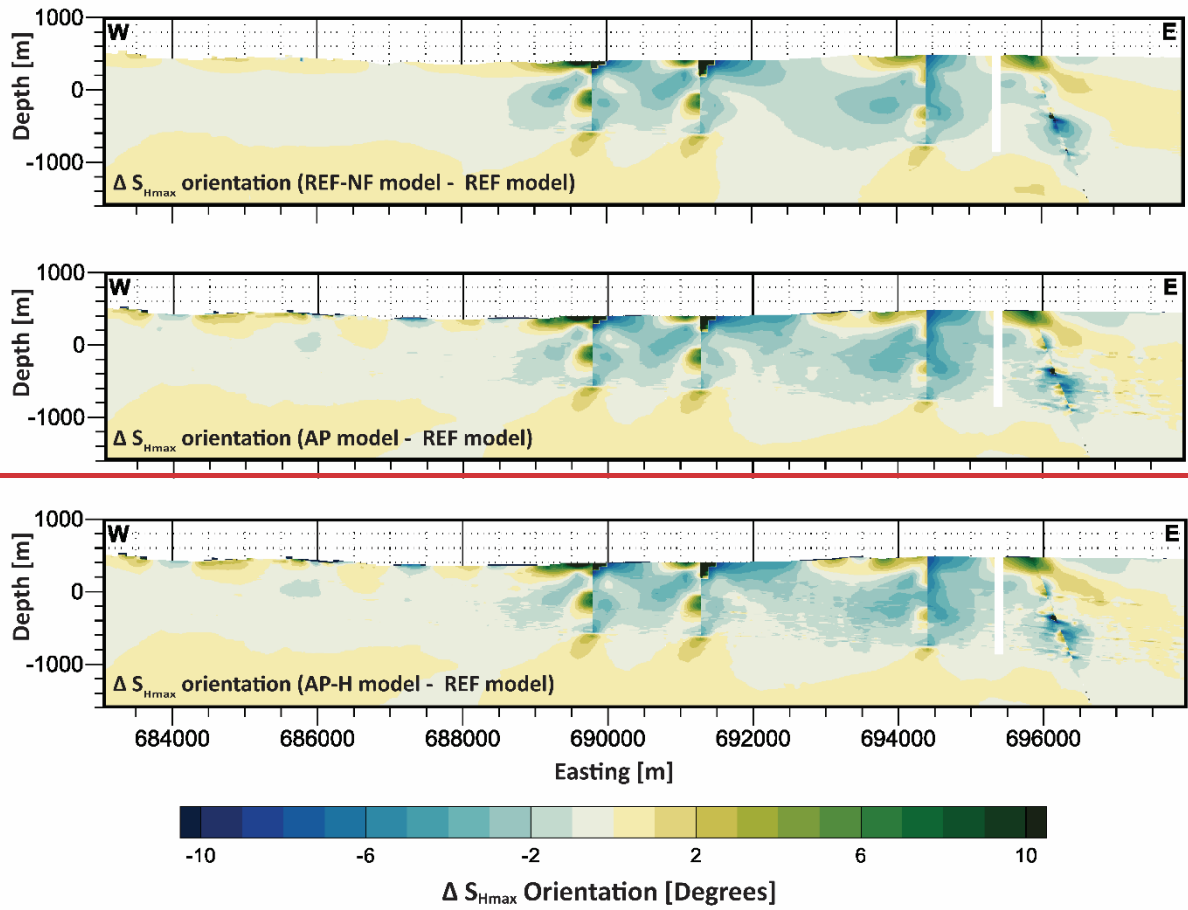 1000
W
E
Depth [m]
0
-1000
Δ SHmax orientation (REF-NF model - REF model)
1000
W
E
Depth [m]
0
-1000
Δ SHmax orientation (AP model - REF model)
1000
W
E
Depth [m]
0
-1000
Δ SHmax orientation (AP-H model - REF model)
684000 686000 688000 690000 692000 694000 696000
Easting [m]
-10 -6 -2 2 6 10
Δ SHmax Orientation [Degrees]